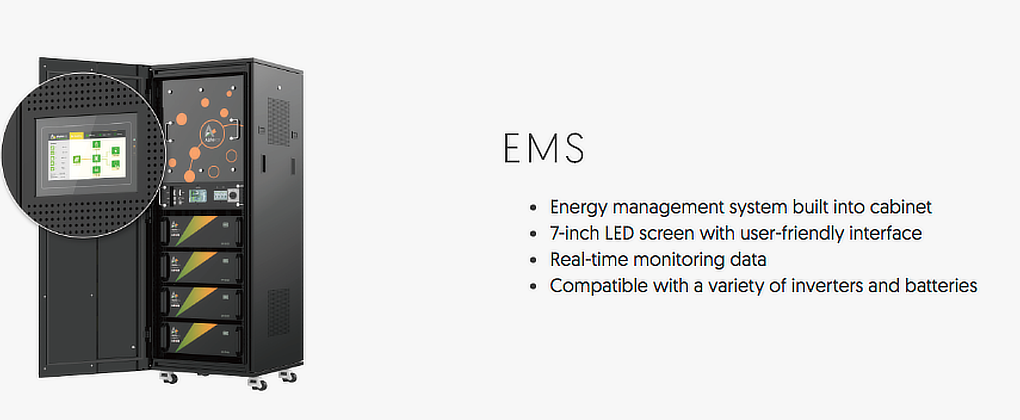 EMS
Energy management system built into cabinet
7-inch LED screen with user-friendly interface
Real-time monitoring data
Compatible with a variety of inverters and batteries